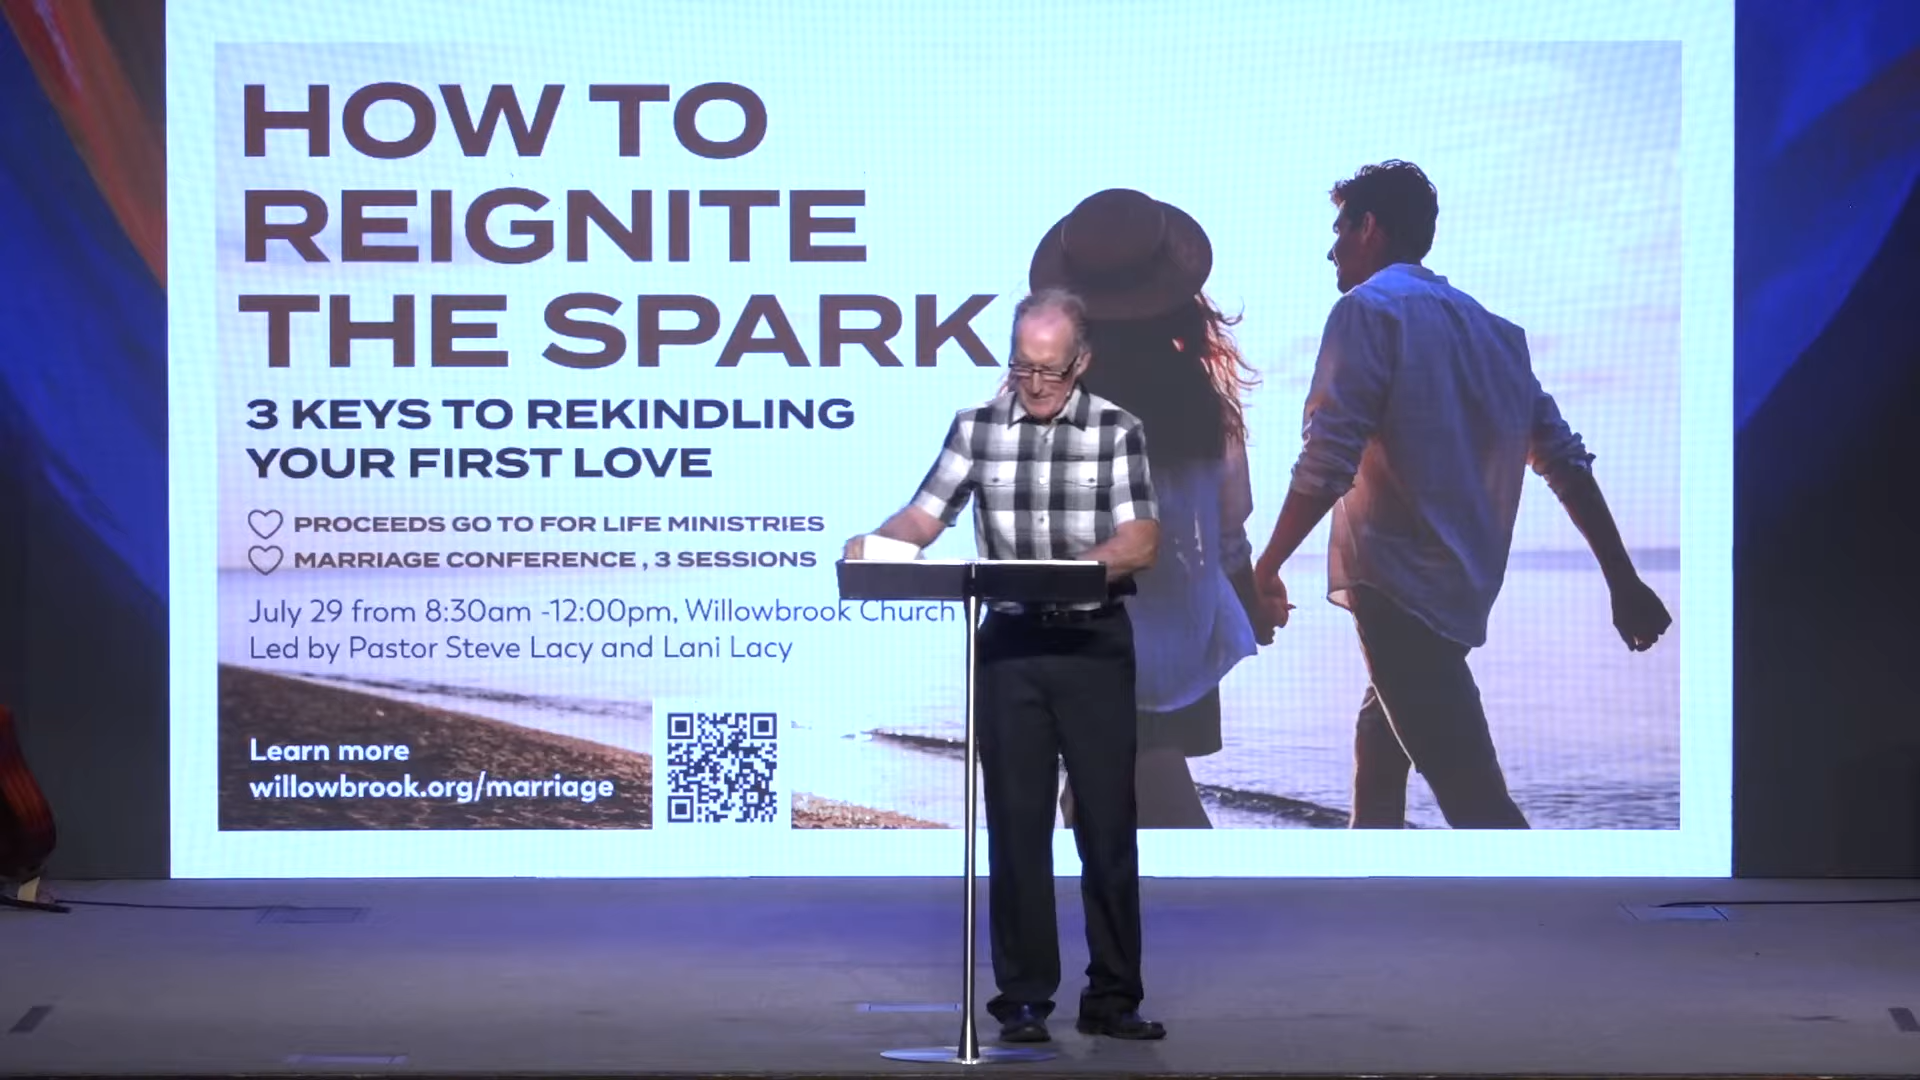 HOW TO
REIGNITE
THE SPARK
3 KEYS TO REKINDLING
YOUR FIRST LOVE
PROCEEDS GO TO FOR LIFE MINISTRIES
MARRIAGE CONFERENCE , 3 SESSIONS
July 29 from 8:30am -12:00pm, Willowbrook Church
Led by Pastor Steve Lacy and Lani Lacy
Learn more
willowbrook.org/marriage